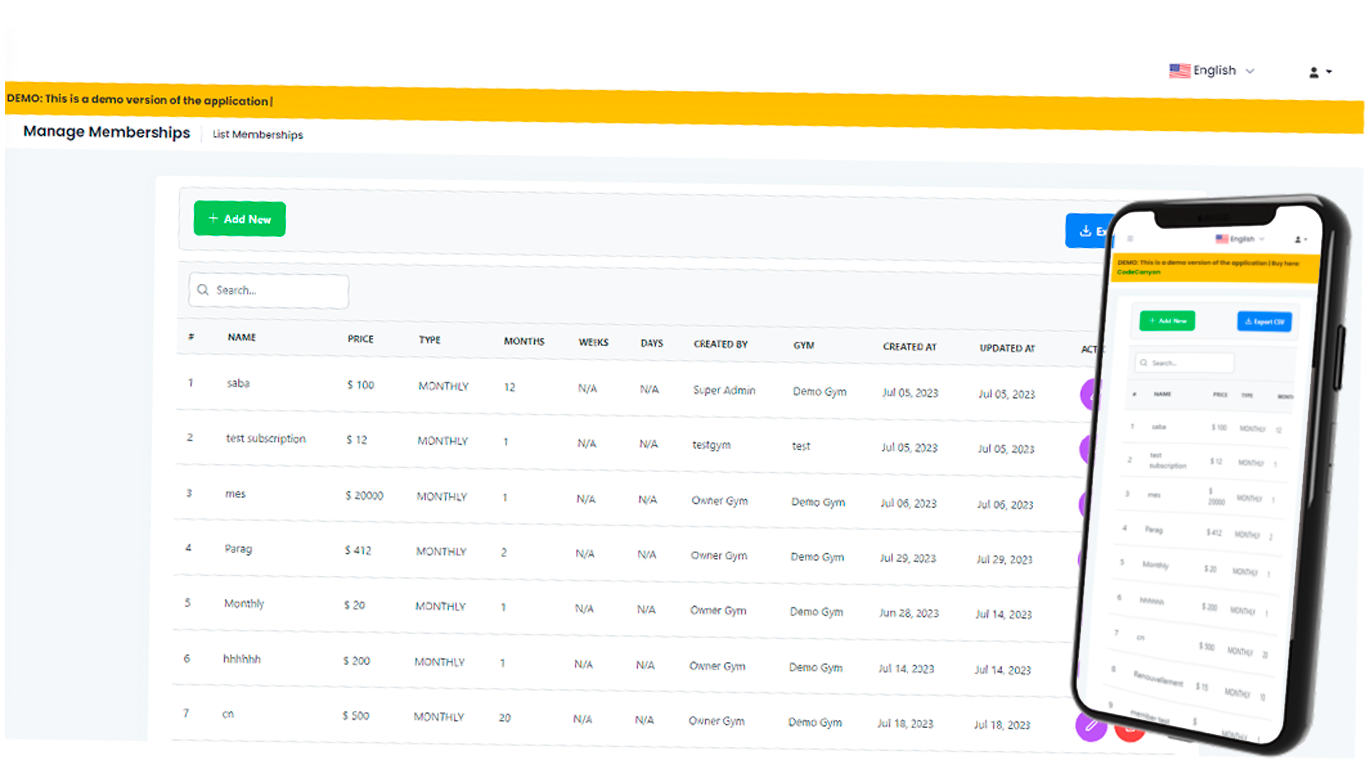 English
DEMO: This is a demo version of the application |
Manage Memberships List Memberships
+ Add New
Search...
# NAME PRICE TYPE MONTHS WEEKS DAYS CREATED BY GYM CREATED AT UPDATED AT
1 saba $ 100 MONTHLY 12 N/A N/A Super Admin Demo Gym Jul 05, 2023 Jul 05, 2023
2 test subscription $ 12 MONTHLY 1 N/A N/A testgym test Jul 05, 2023 Jul 05, 2023
3 mes $ 20000 MONTHLY 1 N/A N/A Owner Gym Demo Gym Jul 06, 2023 Jul 06, 2023
4 Parag $ 412 MONTHLY 2 N/A N/A Owner Gym Demo Gym Jul 29, 2023 Jul 29, 2023
5 Monthly $ 20 MONTHLY 1 N/A N/A Owner Gym Demo Gym Jun 28, 2023 Jul 14, 2023
6 hhhhhh $ 200 MONTHLY 1 N/A N/A Owner Gym Demo Gym Jul 14, 2023 Jul 14, 2023
7 cn $ 500 MONTHLY 20 N/A N/A Owner Gym Demo Gym Jul 18, 2023 Jul 18, 2023
English
DEMO: This is a demo version of the application | Buy here:
CodeCanyon
+ Add New Export CSV
Search...
# NAME PRICE TYPE
1 saba $ 100 MONTHLY 12
2 test
subscription $ 12 MONTHLY 1
3 mes $
20000 MONTHLY 1
4 Parag $ 412 MONTHLY 2
5 Monthly $ 20 MONTHLY 1
6 hhhhhh $ 200 MONTHLY 1
7 cn $ 500 MONTHLY 20
8 Renouvellement $ 15 MONTHLY 10
9 member test $
MONTHLY 1